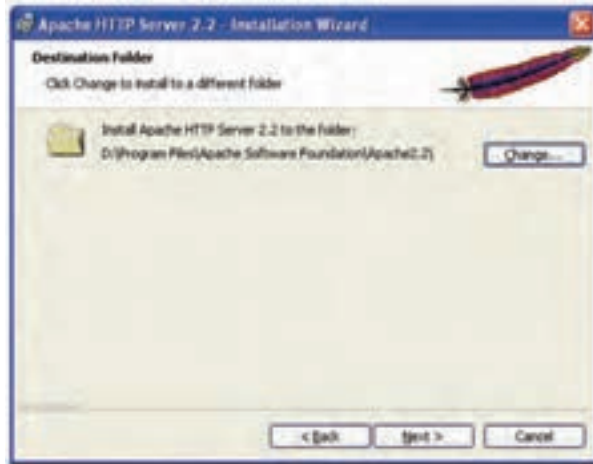 Apache HTTP Server 2.2 - Installation Wizard
Destination Folder
Click Change to install to a different folder
Install Apache HTTP Server 2.2 to the folder:
D:\Program Files\Apache Software Foundation\Apache2.2\
Change...
< Back
Next >
Cancel